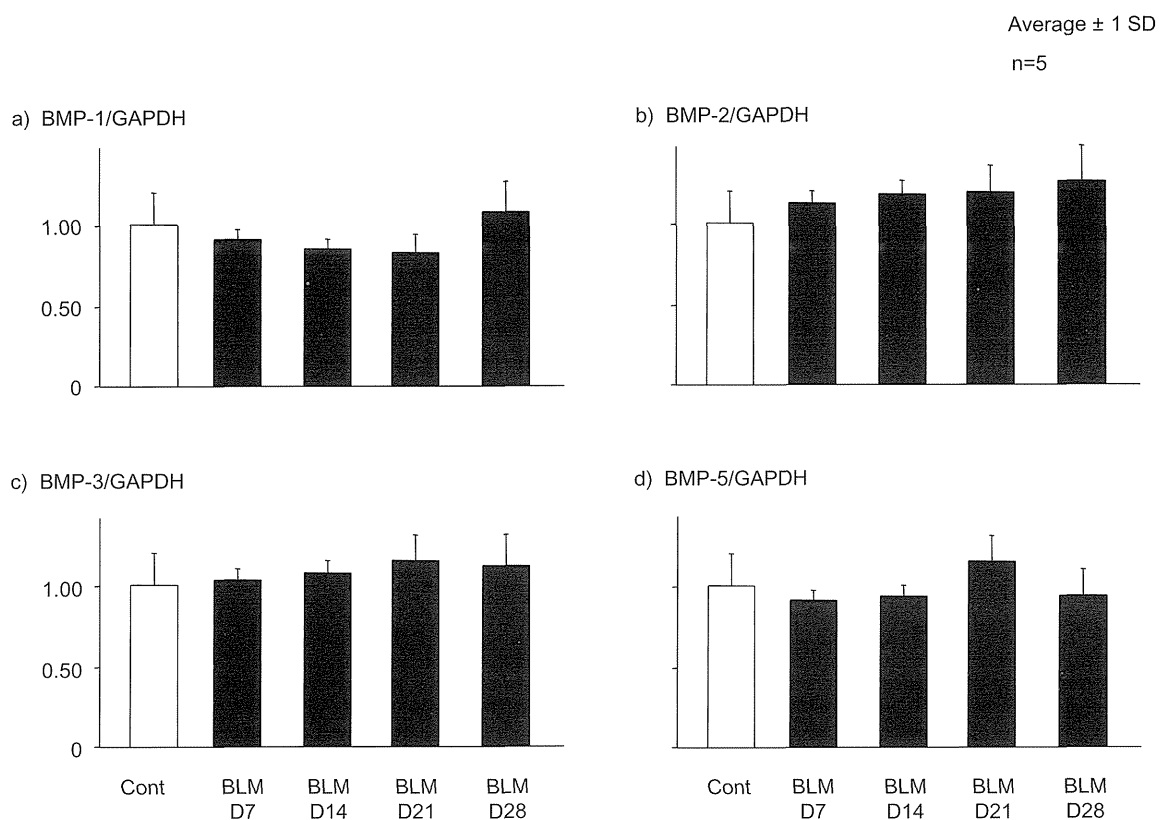 Average ± 1 SD
n=5
a) BMP-1/GAPDH
1.00
0.50
0
b) BMP-2/GAPDH
c) BMP-3/GAPDH
1.00
0.50
0
Cont
BLM
D7
BLM
D14
BLM
D21
BLM
D28
d) BMP-5/GAPDH
Cont
BLM
D7
BLM
D14
BLM
D21
BLM
D28